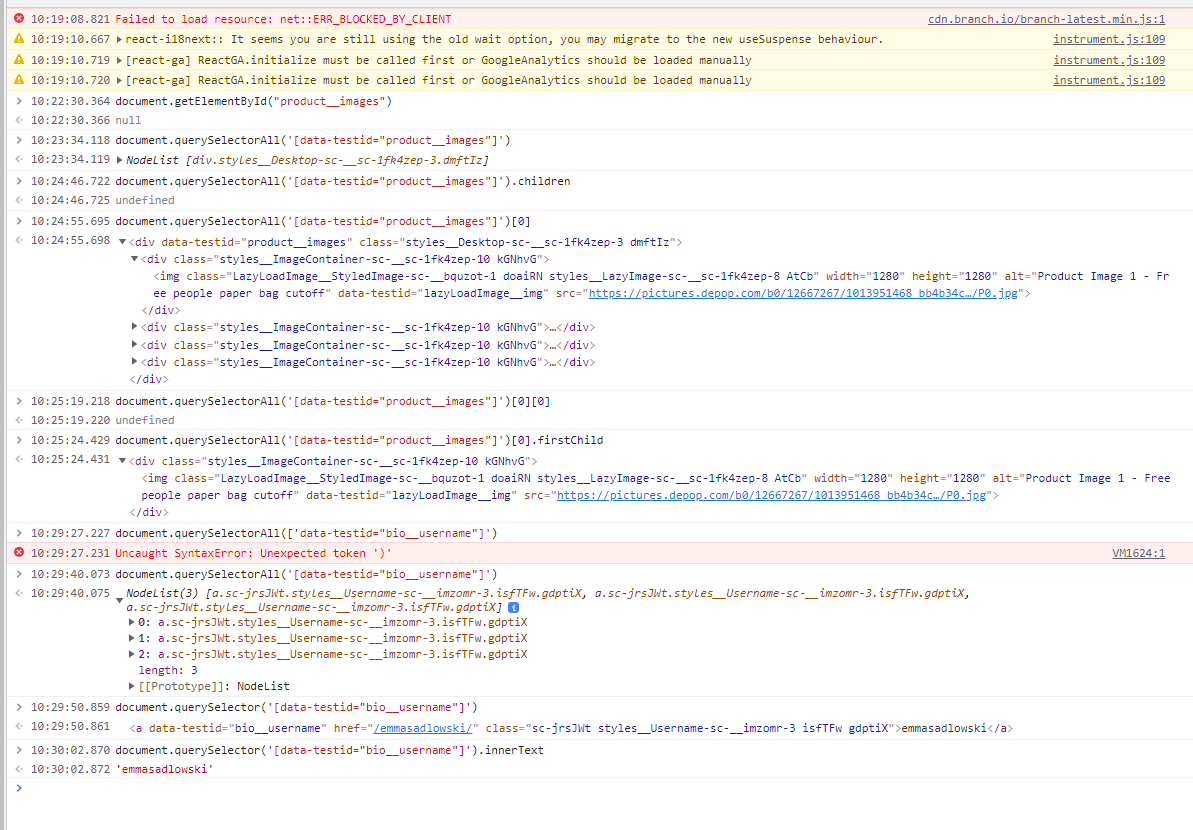 10:19:08.821 Failed to load resource: net::ERR_BLOCKED_BY_CLIENT cdn.branch.io/branch-latest.min.js:1
10:19:10.667 ▶react-i18next:: It seems you are still using the old wait option, you may migrate to the new useSuspense behaviour. instrument.js:109
10:19:10.719 ▶[react-ga] ReactGA.initialize must be called first or GoogleAnalytics should be loaded manually instrument.js:109
10:19:10.720 ▶[react-ga] ReactGA.initialize must be called first or GoogleAnalytics should be loaded manually instrument.js:109
10:22:30.364 document.getElementById("product__images")
10:22:30.366 null
10:23:34.118 document.querySelectorAll('[data-testid="product__images"]')
10:23:34.119 ▶NodeList [div.styles__Desktop-sc-__sc-1fk4zep-3.dmftIz]
10:24:46.722 document.querySelectorAll('[data-testid="product__images"]').children
10:24:46.725 undefined
10:24:55.695 document.querySelectorAll('[data-testid="product__images"]')[0]
10:24:55.698 ▼<div data-testid="product__images" class="styles__Desktop-sc-__sc-1fk4zep-3 dmftIz">
▼<div class="styles__ImageContainer-sc-__sc-1fk4zep-10 kGNhvG">
<img class="LazyLoadImage__StyledImage-sc-__bquzot-1 doaiRN styles__LazyImage-sc-__sc-1fk4zep-8 AtCb" width="1280" height="1280" alt="Product Image 1 - Fr
ee people paper bag cutoff" data-testid="lazyLoadImage__img" src="https://pictures.depop.com/b0/12667267/1013951468_bb4b34c…/P0.jpg">
</div>
▶<div class="styles__ImageContainer-sc-__sc-1fk4zep-10 kGNhvG">…</div>
▶<div class="styles__ImageContainer-sc-__sc-1fk4zep-10 kGNhvG">…</div>
▶<div class="styles__ImageContainer-sc-__sc-1fk4zep-10 kGNhvG">…</div>
</div>
10:25:19.218 document.querySelectorAll('[data-testid="product__images"]')[0][0]
10:25:19.220 undefined
10:25:24.429 document.querySelectorAll('[data-testid="product__images"]')[0].firstChild
10:25:24.431 ▼<div class="styles__ImageContainer-sc-__sc-1fk4zep-10 kGNhvG">
<img class="LazyLoadImage__StyledImage-sc-__bquzot-1 doaiRN styles__LazyImage-sc-__sc-1fk4zep-8 AtCb" width="1280" height="1280" alt="Product Image 1 - Free
people paper bag cutoff" data-testid="lazyLoadImage__img" src="https://pictures.depop.com/b0/12667267/1013951468_bb4b34c…/P0.jpg">
</div>
10:29:27.227 document.querySelectorAll(['data-testid="bio__username"]')
10:29:27.231 Uncaught SyntaxError: Unexpected token ')' VM1624:1
10:29:40.073 document.querySelectorAll('[data-testid="bio__username"]')
10:29:40.075 NodeList(3) [a.sc-jrsJWt.styles__Username-sc-__imzomr-3.isfTFw.gdptiX, a.sc-jrsJWt.styles__Username-sc-__imzomr-3.isfTFw.gdptiX,
▼a.sc-jrsJWt.styles__Username-sc-__imzomr-3.isfTFw.gdptiX] i
▶0: a.sc-jrsJWt.styles__Username-sc-__imzomr-3.isfTFw.gdptiX
▶1: a.sc-jrsJWt.styles__Username-sc-__imzomr-3.isfTFw.gdptiX
▶2: a.sc-jrsJWt.styles__Username-sc-__imzomr-3.isfTFw.gdptiX
length: 3
▶[[Prototype]]: NodeList
10:29:50.859 document.querySelector('[data-testid="bio__username"]')
10:29:50.861 <a data-testid="bio__username" href="/emmasadlowski/" class="sc-jrsJWt styles__Username-sc-__imzomr-3 isfTFw gdptiX">emmasadlowski</a>
10:30:02.870 document.querySelector('[data-testid="bio__username"]').innerText
10:30:02.872 'emmasadlowski'